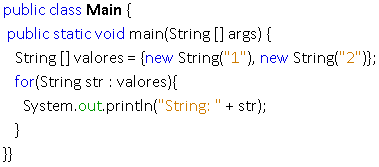 public class Main {
public static void main(String [] args) {
String [] valores = {new String("1"), new String("2")};
for(String str : valores){
System.out.println("String: " + str);
}
}}